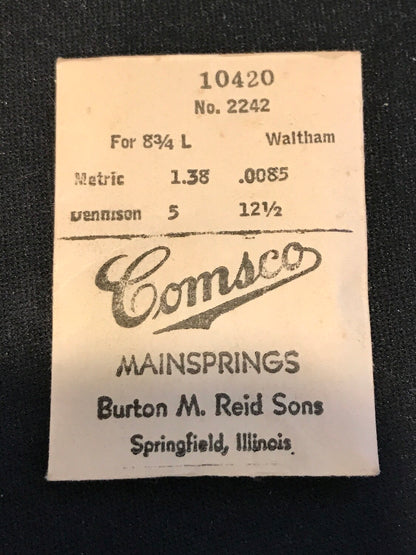 10420
No. 2242
For 8¾ L Waltham
Metric 1.38 .0085
Dennison 5 12½
Comsco
MAINSPRINGS
Burton M. Reid Sons
Springfield, Illinois